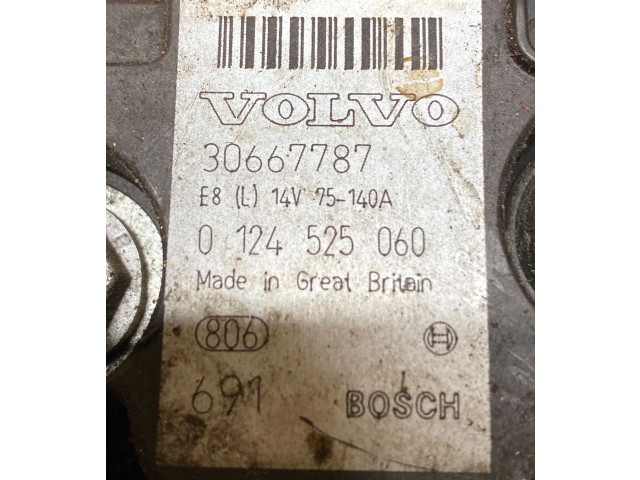 VOLVO
30667787
E8 (L) 14V 75-140A
0 124 525 060
Made in Great Britain
806
691 BOSCH